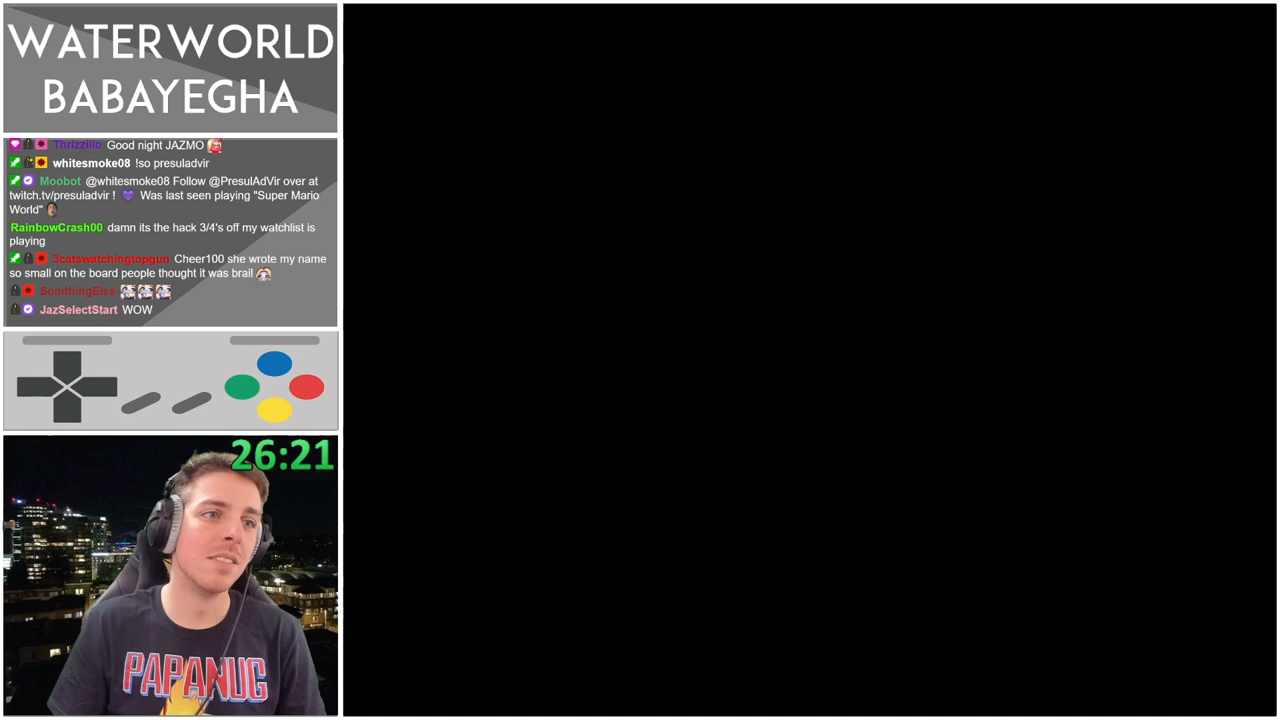 WATERWORLD
BABAYEGHA
Thrizzllio Good night JAZMO
whitesmoke08 !so presuladvir
Moobot @whitesmoke08 Follow @PresulAdVir over at
twitch.tv/presuladvir ! Was last seen playing "Super Mario
World"
RainbowCrash00 damn its the hack 3/4's off my watchlist is
playing
3catswatchingtopgun Cheer100 she wrote my name
so small on the board people thought it was brail
SomthingElse
JazSelectStart WOW
26:21
PAPANUG